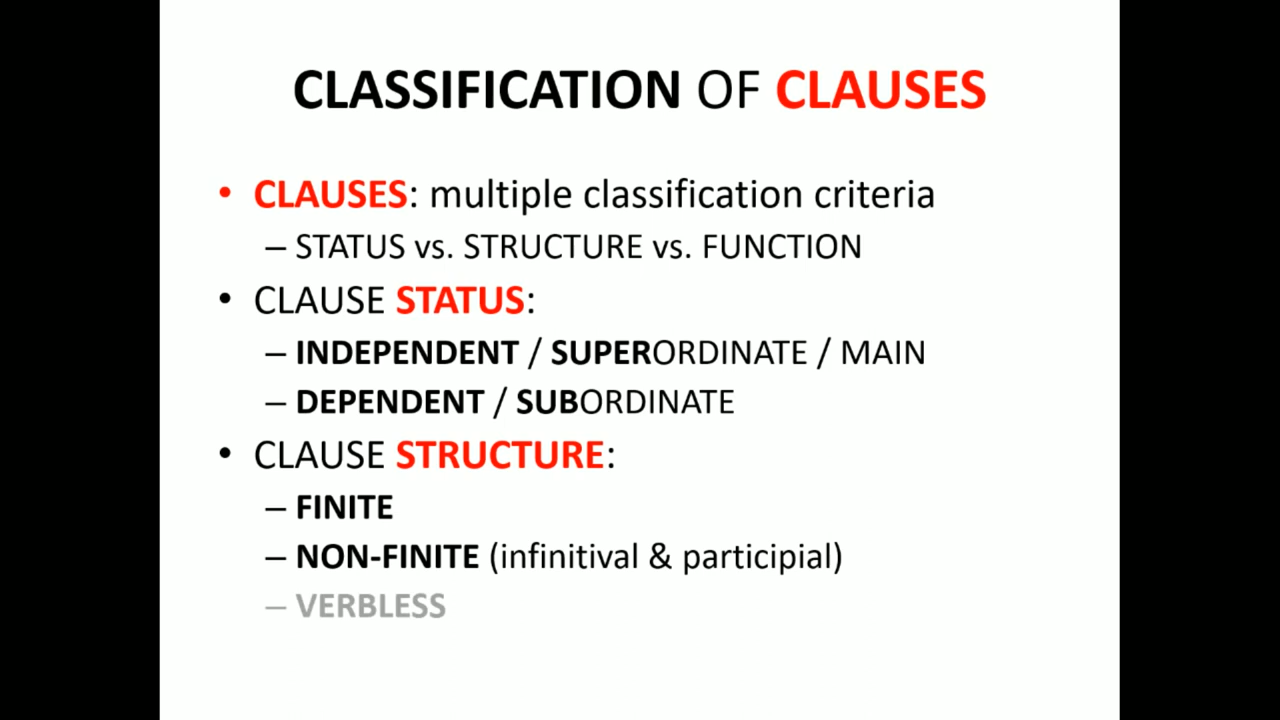 CLASSIFICATION OF CLAUSES
• CLAUSES: multiple classification criteria
– STATUS vs. STRUCTURE vs. FUNCTION
• CLAUSE STATUS:
– INDEPENDENT / SUPERORDINATE / MAIN
– DEPENDENT / SUBORDINATE
• CLAUSE STRUCTURE:
– FINITE
– NON-FINITE (infinitival & participial)
– VERBLESS